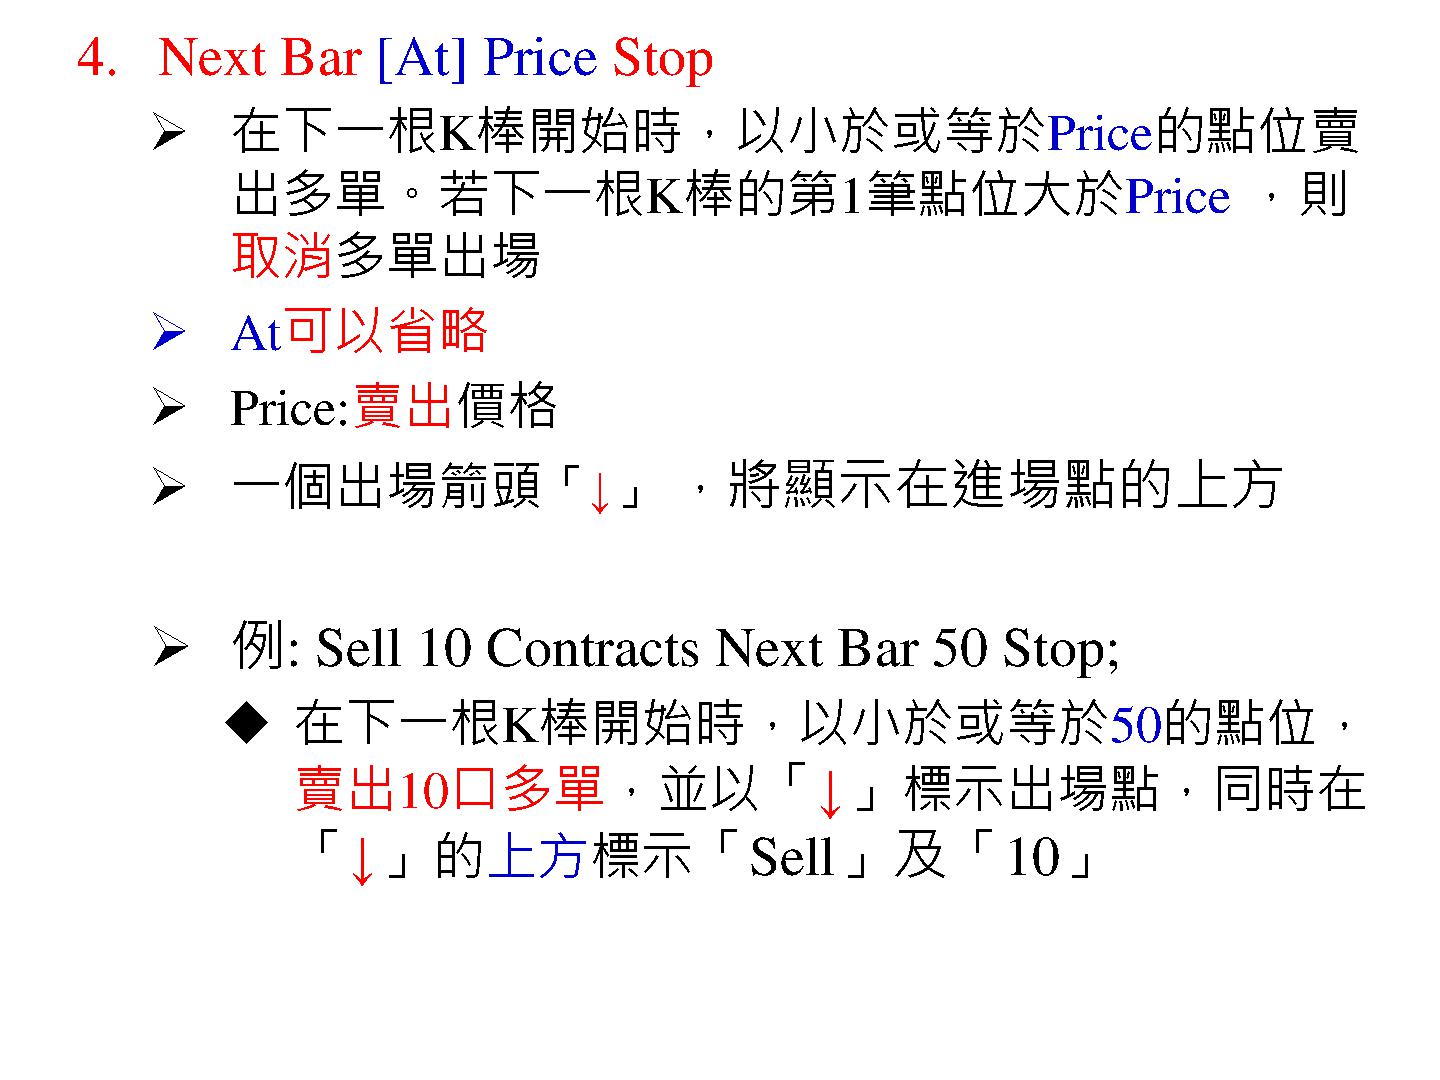 4. Next Bar [At] Price Stop
➢ 在下一根K棒開始時，以小於或等於Price的點位賣
出多單。若下一根K棒的第1筆點位大於Price ，則
取消多單出場
➢ At可以省略
➢ Price:賣出價格
➢ 一個出場箭頭「↓」 ，將顯示在進場點的上方
➢ 例: Sell 10 Contracts Next Bar 50 Stop;
◆ 在下一根K棒開始時，以小於或等於50的點位，
賣出10口多單，並以「↓」標示出場點，同時在
「↓」的上方標示「Sell」及「10」